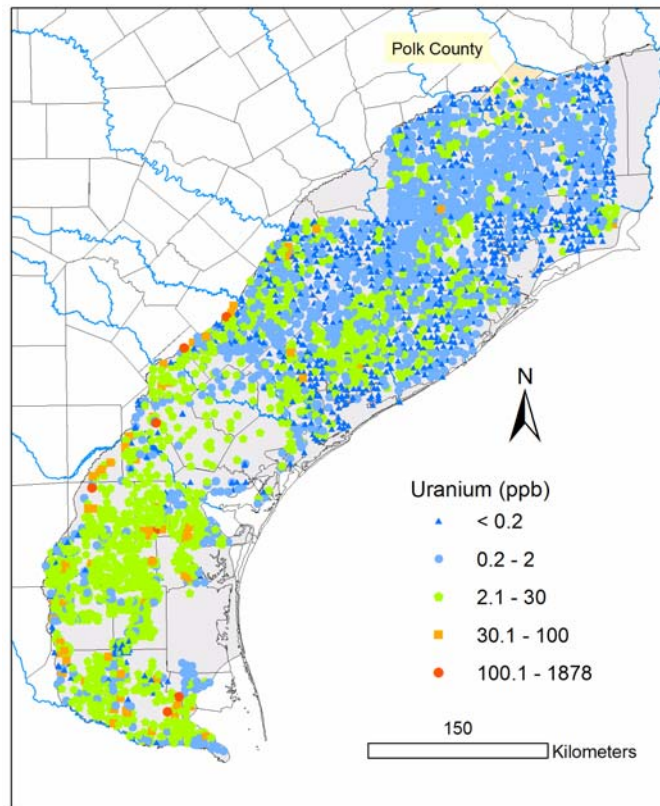 Polk County
N
Uranium (ppb)
< 0.2
0.2 - 2
2.1 - 30
30.1 - 100
100.1 - 1878
150
Kilometers